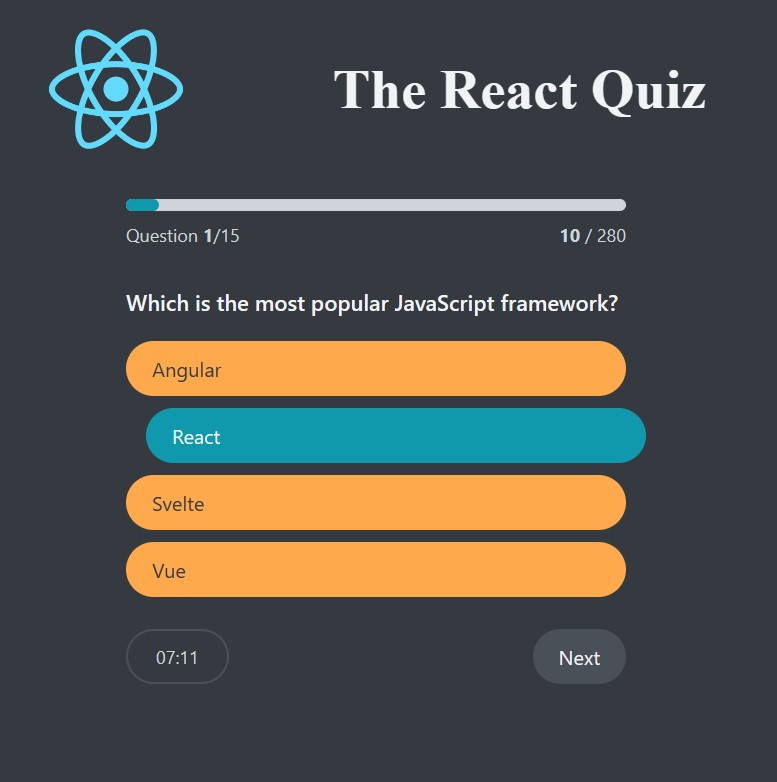 The React Quiz
Question 1/15
10 / 280
Which is the most popular JavaScript framework?
Angular
React
Svelte
Vue
07:11
Next